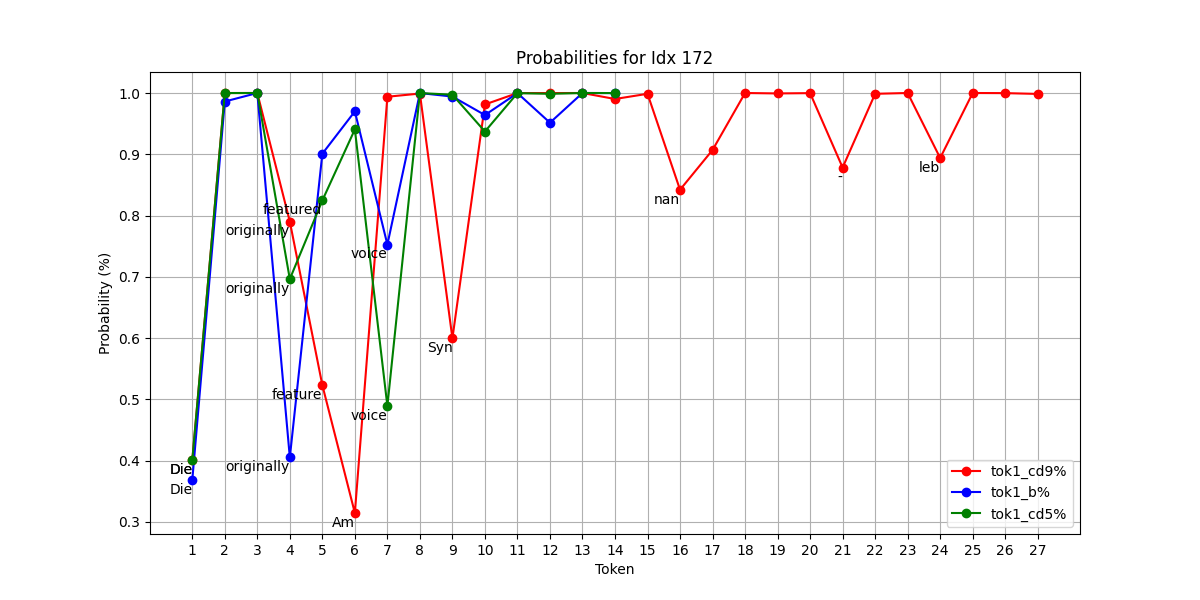 Probabilities for Idx 172
Probability (%)
1.0
0.9
0.8
0.7
0.6
0.5
0.4
0.3
featured
originally
originally
voice
Syn
feature
voice
originally
Die
Die
Die
Am
nan
-
leb
tok1_cd9%
tok1_b%
tok1_cd5%
1 2 3 4 5 6 7 8 9 10 11 12 13 14 15 16 17 18 19 20 21 22 23 24 25 26 27
Token